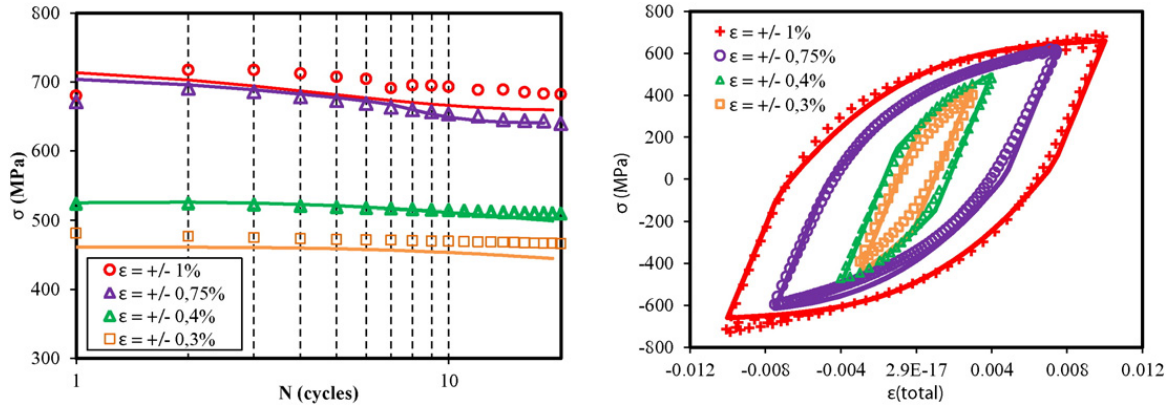 800
700
600
500
400
300
σ (MPa)
ε = +/- 1%
ε = +/- 0,75%
ε = +/- 0,4%
ε = +/- 0,3%
1
10
N (cycles)
800
600
400
200
0
-200
-400
-600
-800
σ (MPa)
ε = +/- 1%
ε = +/- 0,75%
ε = +/- 0,4%
ε = +/- 0,3%
-0.012 -0.008 -0.004 2.9E-17 0.004 0.008 0.012
ε(total)